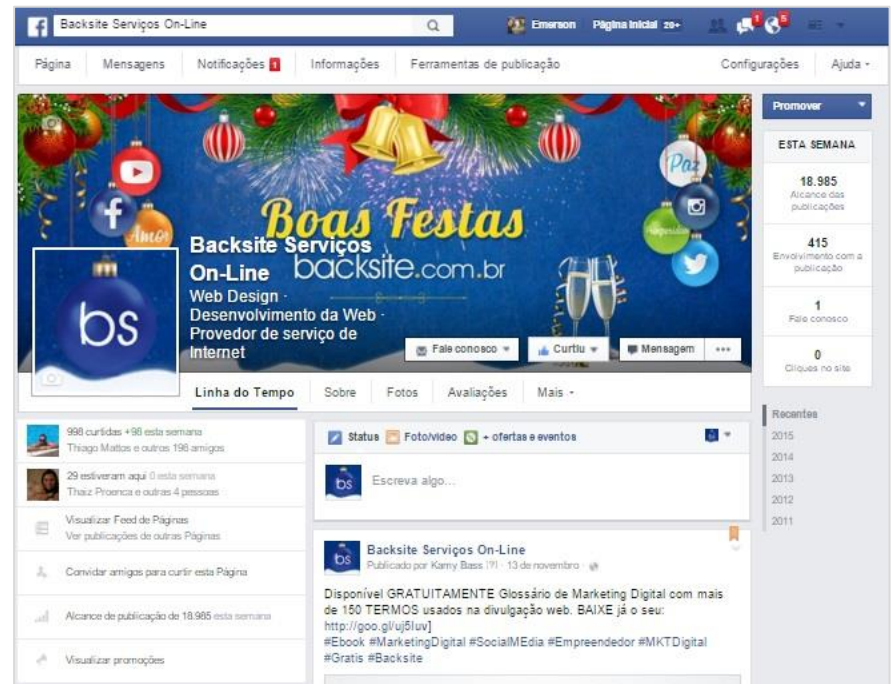 Backsite Serviços On-Line
Emerson Página Inicial 20+ 1 5
Página Mensagens Notificações 1 Informações Ferramentas de publicação Configurações Ajuda
Promover
ESTA SEMANA
18.985
Alcance das
publicações
415
Envolvimento com a
publicação
1
Fale conosco
0
Cliques no site
Paz
Amor
Boas Festas
backsite.com.br
Backsite Serviços
On-Line
Web Design ·
Desenvolvimento da Web ·
Provedor de serviço de
Internet
bs
Fale conosco Curtiu Mensagem ...
Linha do Tempo Sobre Fotos Avaliações Mais
Recentes
2015
2014
2013
2012
2011
998 curtidas +98 esta semana
Thiago Mattos e outros 198 amigos
29 estiveram aqui 0 esta semana
Thaiz Proenca e outras 4 pessoas
Visualizar Feed de Páginas
Ver publicações de outras Páginas
Convidar amigos para curtir esta Página
Alcance de publicação de 18.985 esta semana
Visualizar promoções
Status Foto/vídeo + ofertas e eventos
bs
Escreva algo...
bs
Backsite Serviços On-Line
Publicado por Kamy Bass [?] · 13 de novembro ·
Disponível GRATUITAMENTE Glossário de Marketing Digital com mais
de 150 TERMOS usados na divulgação web. BAIXE já o seu:
http://goo.gl/uj5Iuv]
#Ebook #MarketingDigital #SocialMEdia #Empreendedor #MKTDigital
#Gratis #Backsite